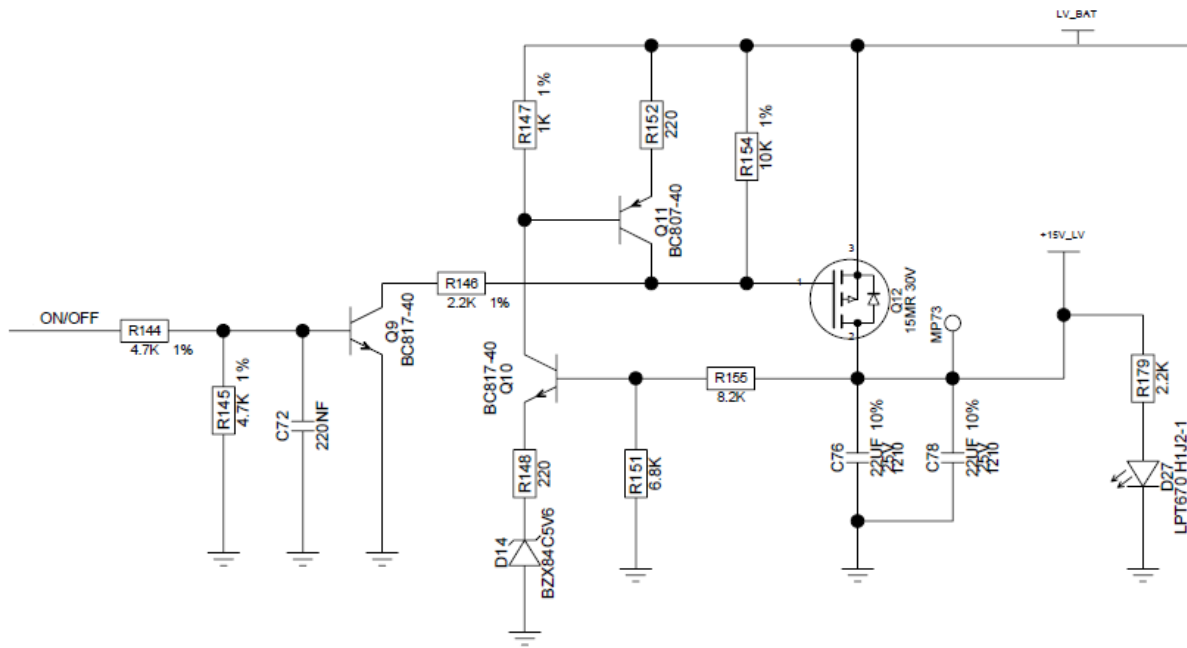 LV_BAT
R147
1K 1%
R152
220
R154
10K 1%
Q11
BC807-40
+15V_LV
3
1
2
Q12
15MR 30V
MP73
R146
2.2K 1%
ON/OFF
R144
4.7K 1%
Q9
BC817-40
BC817-40
Q10
R155
8.2K
R179
2.2K
R145
4.7K 1%
C72
220NF
R148
220
R151
6.8K
C76
22UF 10%
25V
1210
C78
22UF 10%
25V
1210
D27
LPT670 H1J2-1
D14
BZX84C5V6